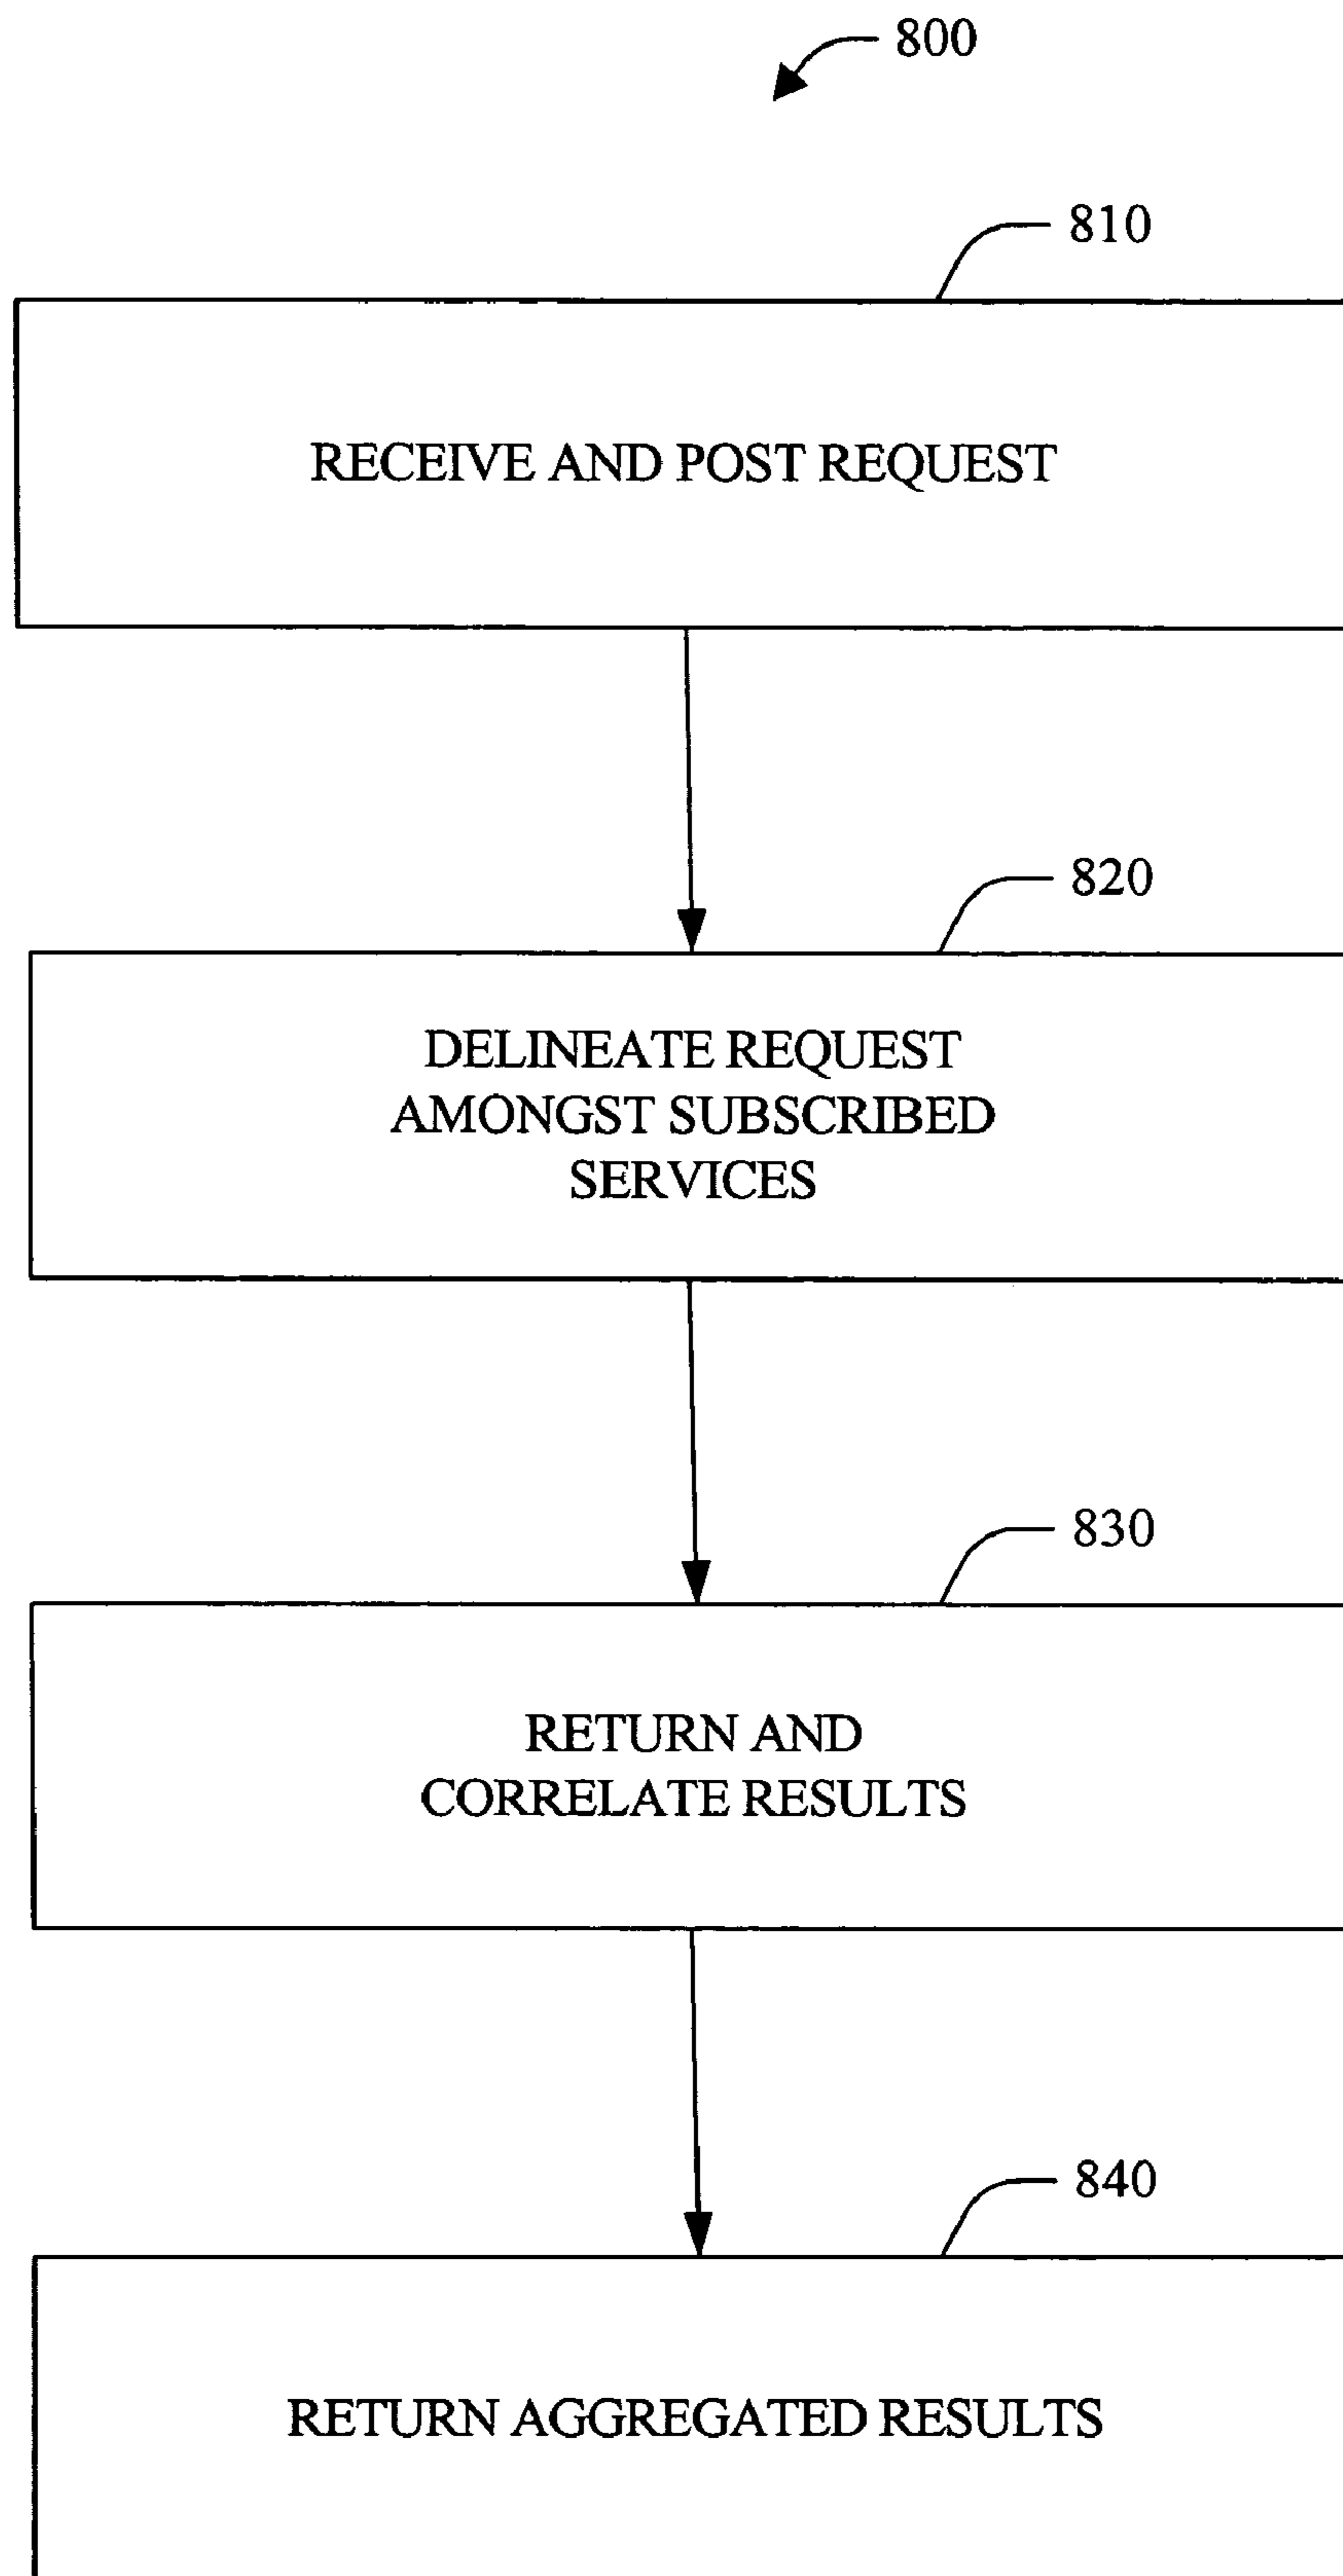 800
810
RECEIVE AND POST REQUEST
820
DELINEATE REQUEST
AMONGST SUBSCRIBED
SERVICES
830
RETURN AND
CORRELATE RESULTS
840
RETURN AGGREGATED RESULTS